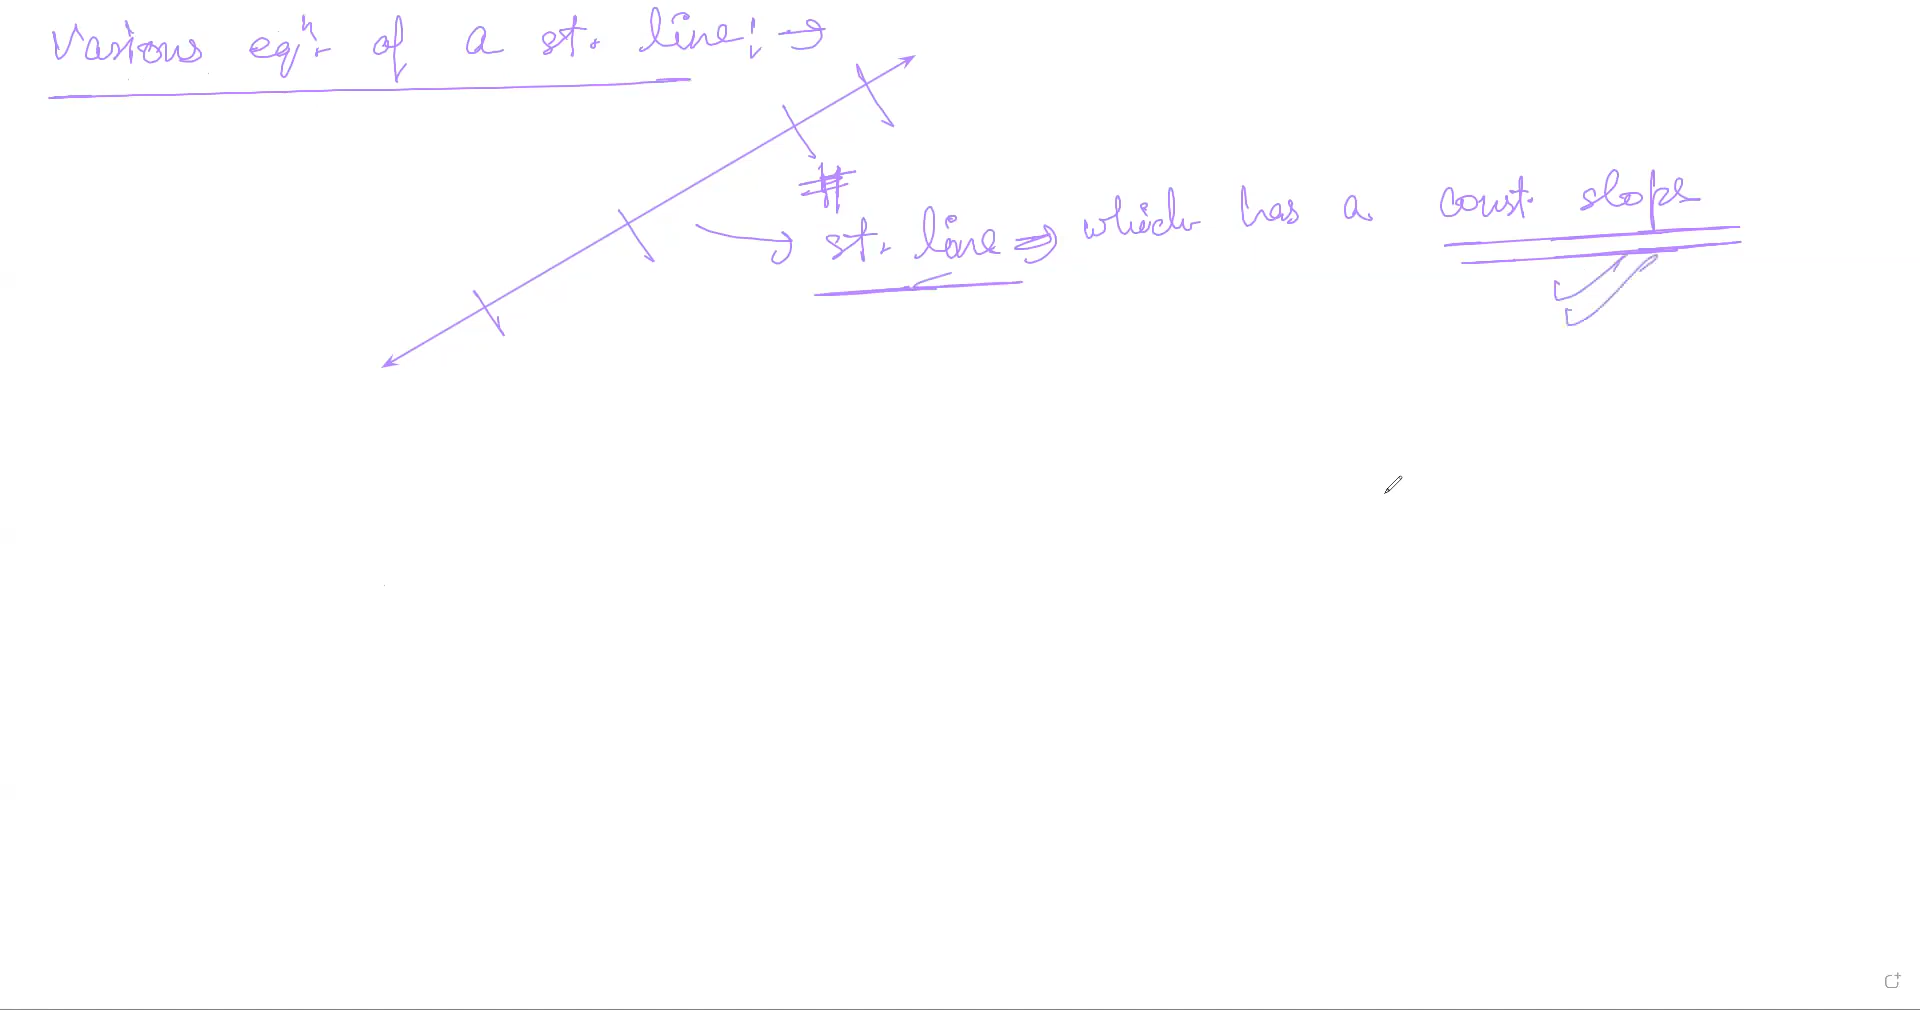 Various eqⁿ. of a st. line: →
# st. line ⇒ which has a const. slope